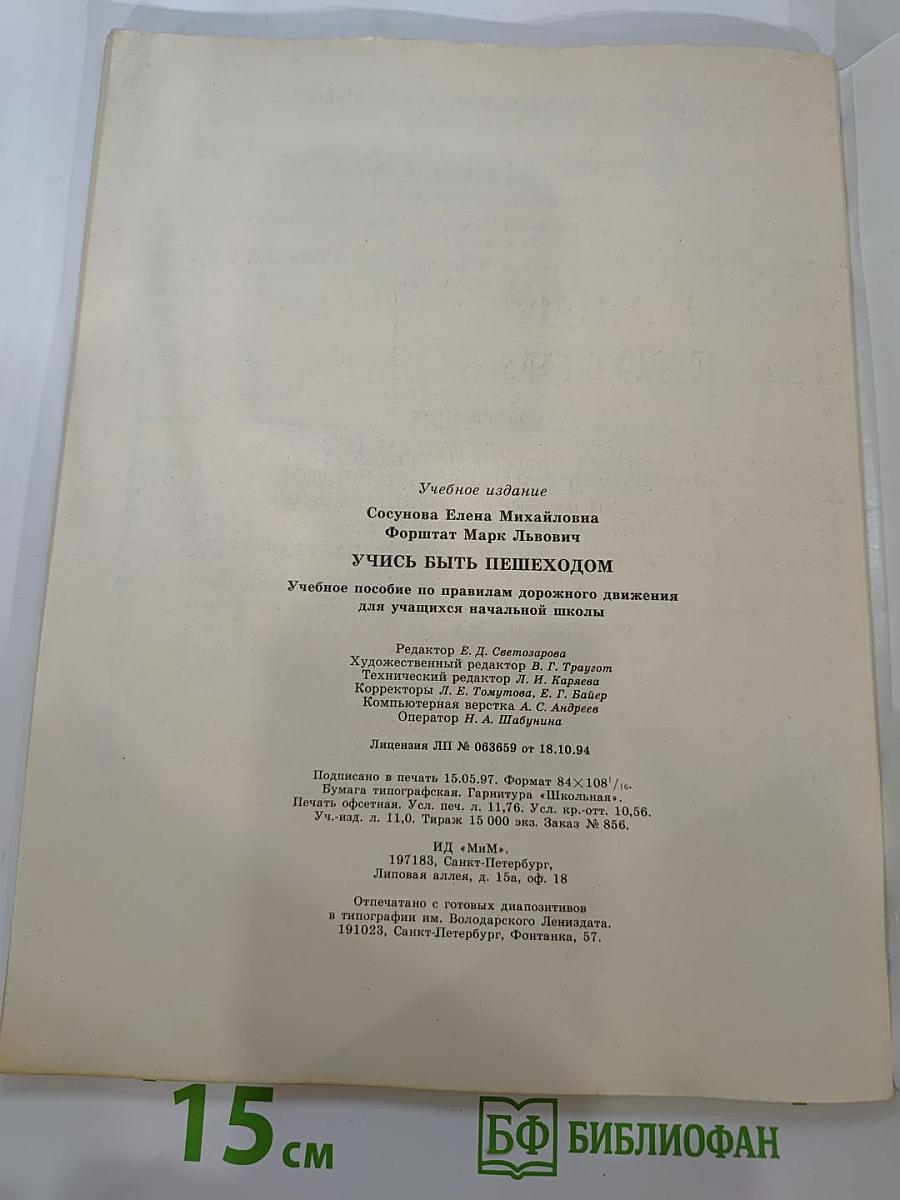 Учебное издание
Сосунова Елена Михайловна
Форштат Марк Львович
УЧИСЬ БЫТЬ ПЕШЕХОДОМ
Учебное пособие по правилам дорожного движения
для учащихся начальной школы
Редактор Е. Д. Светозарова
Художественный редактор В. Г. Траугот
Технический редактор Л. И. Каряева
Корректоры Л. Е. Томутова, Е. Г. Байер
Компьютерная верстка А. С. Андреев
Оператор Н. А. Шабунина
Лицензия ЛП № 063659 от 18.10.94
Подписано в печать 15.05.97. Формат 84×108¹/₁₆.
Бумага типографская. Гарнитура «Школьная».
Печать офсетная. Усл. печ. л. 11,76. Усл. кр.-отт. 10,56.
Уч.-изд. л. 11,0. Тираж 15 000 экз. Заказ № 856.
ИД «МиМ».
197183, Санкт-Петербург,
Липовая аллея, д. 15а, оф. 18
Отпечатано с готовых диапозитивов
в типографии им. Володарского Лениздата.
191023, Санкт-Петербург, Фонтанка, 57.
15 см
БФ БИБЛИОФАН